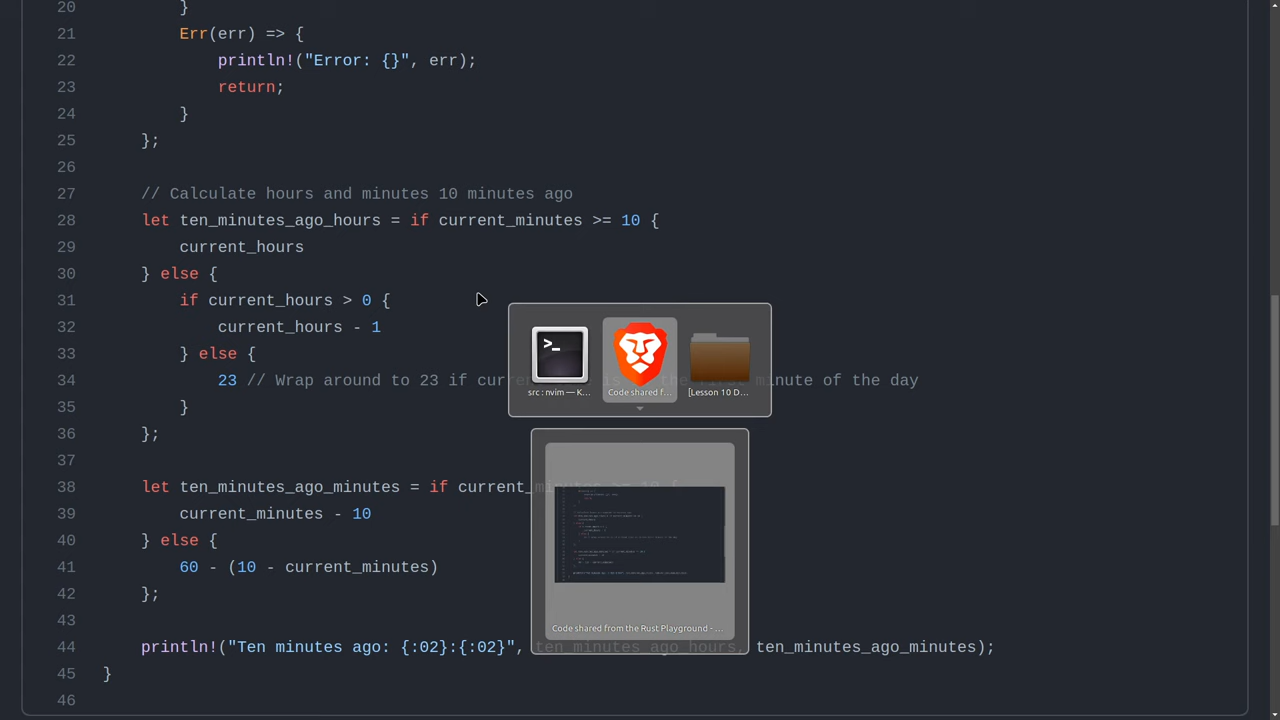 20 }
21 Err(err) => {
22 println!("Error: {}", err);
23 return;
24 }
25 };
26
27 // Calculate hours and minutes 10 minutes ago
28 let ten_minutes_ago_hours = if current_minutes >= 10 {
29 current_hours
30 } else {
31 if current_hours > 0 {
32 current_hours - 1
33 } else {
34 23 // Wrap around to 23 if minute of the day
35 }
36 };
37
38 let ten_minutes_ago_minutes = if current_minutes >= 10 {
39 current_minutes - 10
40 } else {
41 60 - (10 - current_minutes)
42 };
43
44 println!("Ten minutes ago: {:02}:{:02}", ten_minutes_ago_hours, ten_minutes_ago_minutes);
45 }
46
>_
src : nvim — K...
Code shared f...
[Lesson 10 D...
Code shared from the Rust Playground - ...